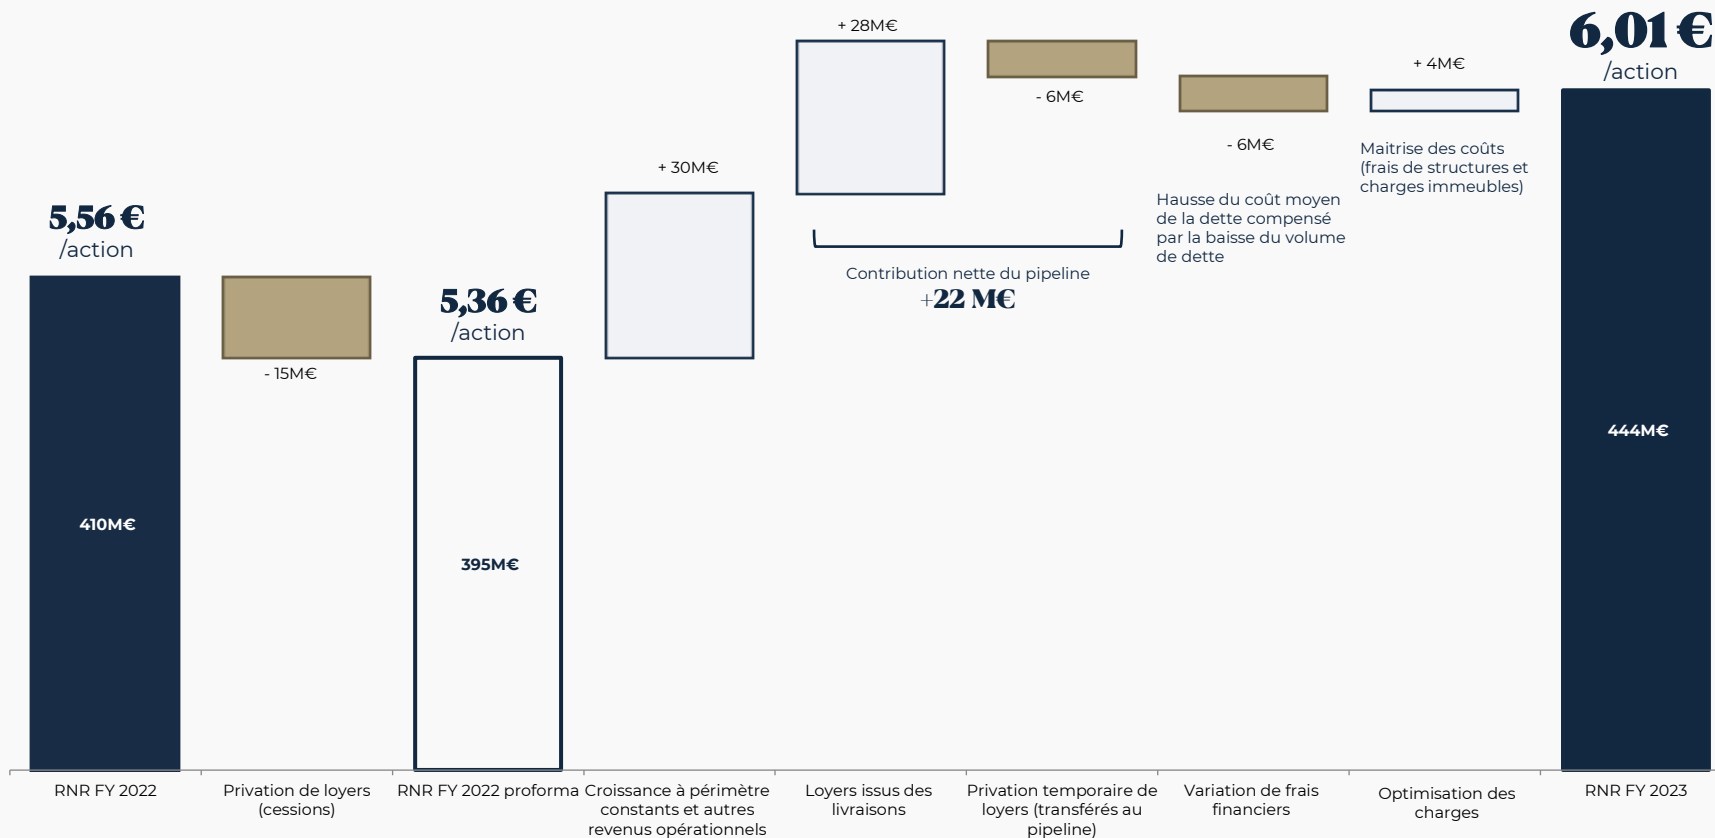 5,56 €
/action
410M€
RNR FY 2022
- 15M€
Privation de loyers
(cessions)
5,36 €
/action
395M€
RNR FY 2022 proforma
+ 30M€
Croissance à périmètre
constants et autres
revenus opérationnels
+ 28M€
Loyers issus des
livraisons
- 6M€
Privation temporaire de
loyers (transférés au
pipeline)
Contribution nette du pipeline
+22 M€
- 6M€
Hausse du coût moyen
de la dette compensé
par la baisse du volume
de dette
Variation de frais
financiers
+ 4M€
Maitrise des coûts
(frais de structures et
charges immeubles)
Optimisation des
charges
6,01 €
/action
444M€
RNR FY 2023